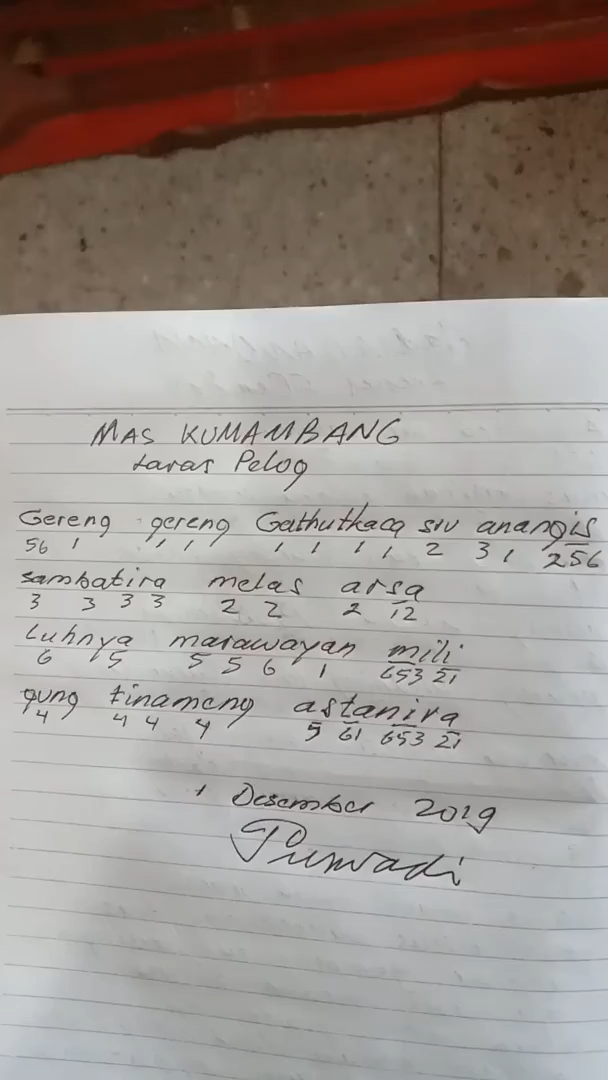 MAS KUMAMBANG
Laras Pelog
Gereng gereng Gathutkaca sru anangis
56 1 1 1 1 1 1 1 1 2 3 1 256
sambatira melas arsa
3 3 3 3 2 2 2 12
Luhnya marawayan mili
6 15 5 5 6 1 653 21
gung tinameng astanira
4 4 4 4 5 61 653 21
1 Desember 2019
Purwadi